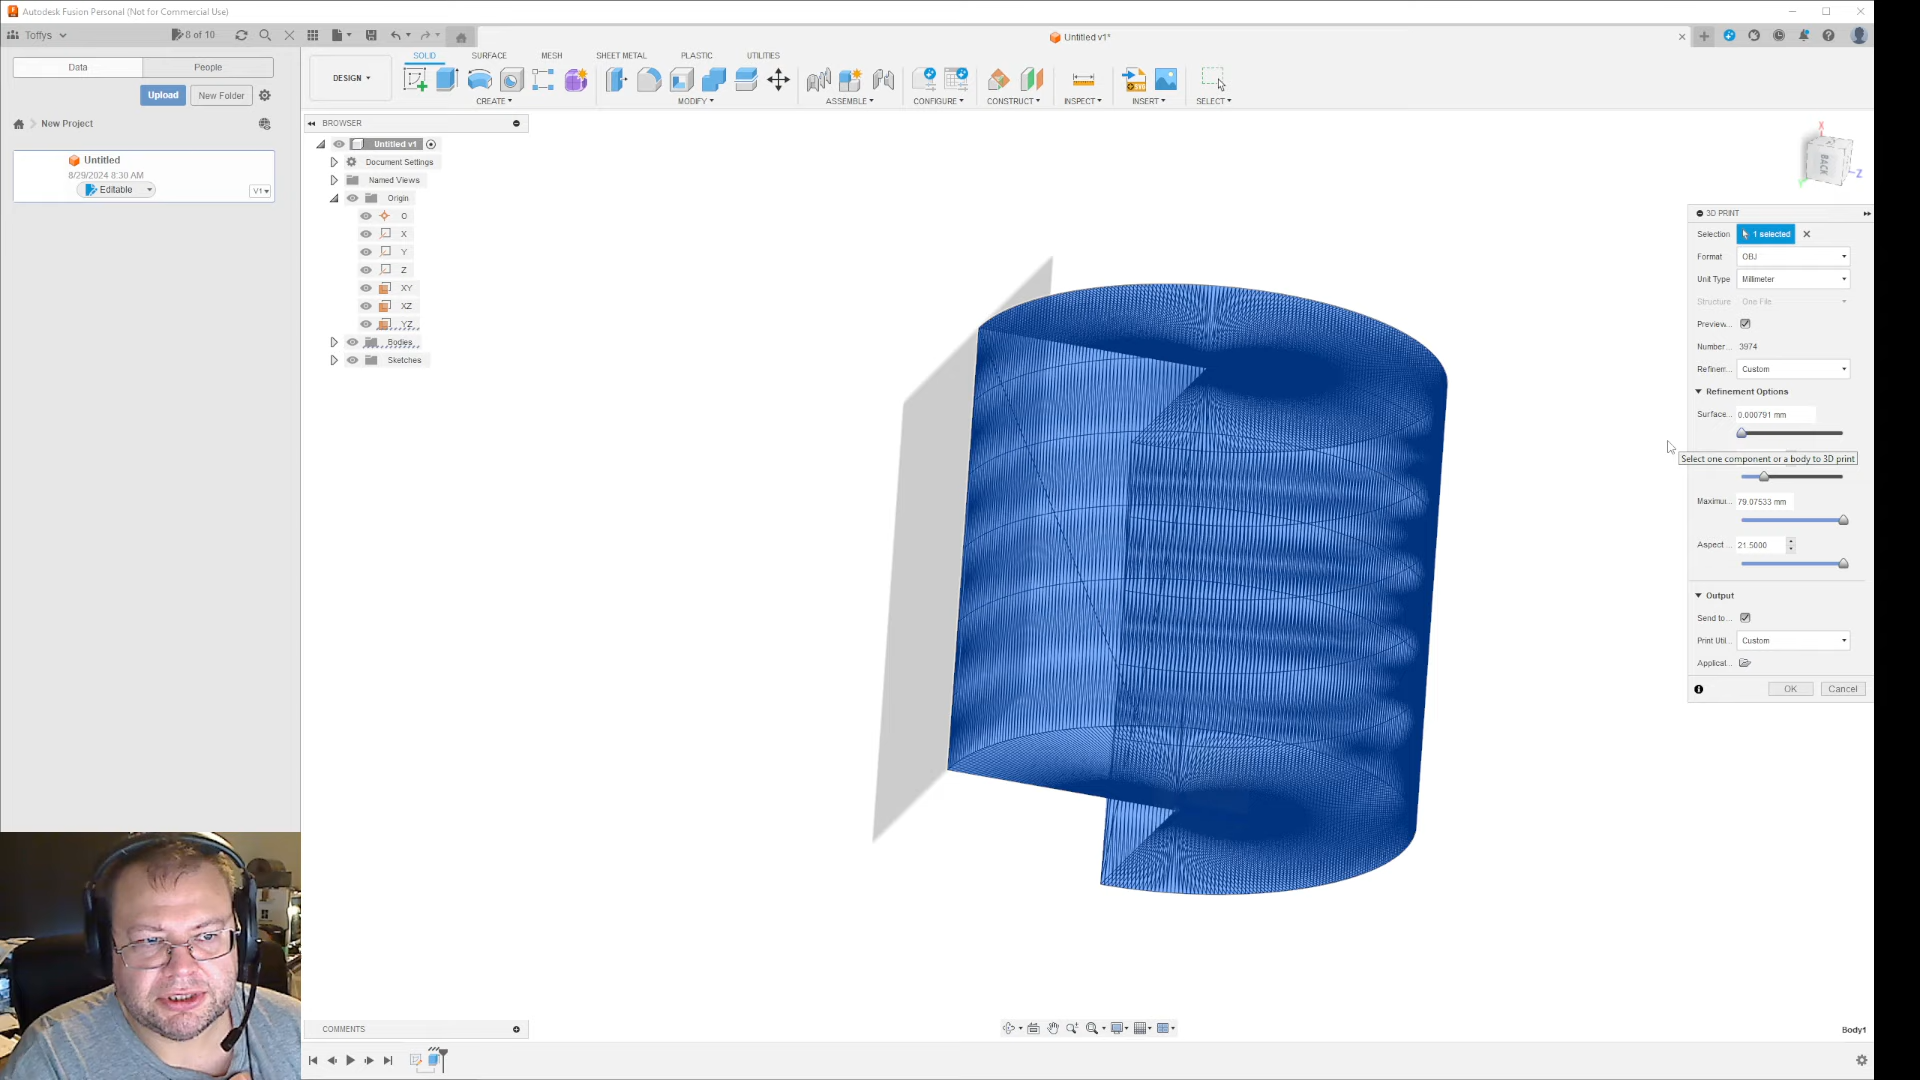 Autodesk Fusion Personal (Not for Commercial Use)
Toffys
8 of 10
Untitled v1*
Data
People
Upload
New Folder
New Project
Untitled
8/29/2024 8:30 AM
Editable
V1
SOLID
SURFACE
MESH
SHEET METAL
PLASTIC
UTILITIES
DESIGN
CREATE
MODIFY
ASSEMBLE
CONFIGURE
CONSTRUCT
INSPECT
INSERT
SELECT
BROWSER
Untitled v1
Document Settings
Named Views
Origin
O
X
Y
Z
XY
XZ
YZ
Bodies
Sketches
X
BACK
Z
Y
3D PRINT
Selection 1 selected
Format OBJ
Unit Type Millimeter
Structure One File
Preview...
Number... 3974
Refinem... Custom
Refinement Options
Surface... 0.000791 mm
Select one component or a body to 3D print
Maximu... 79.07533 mm
Aspect ... 21.5000
Output
Send to...
Print Util... Custom
Applicat...
OK
Cancel
COMMENTS
Body1